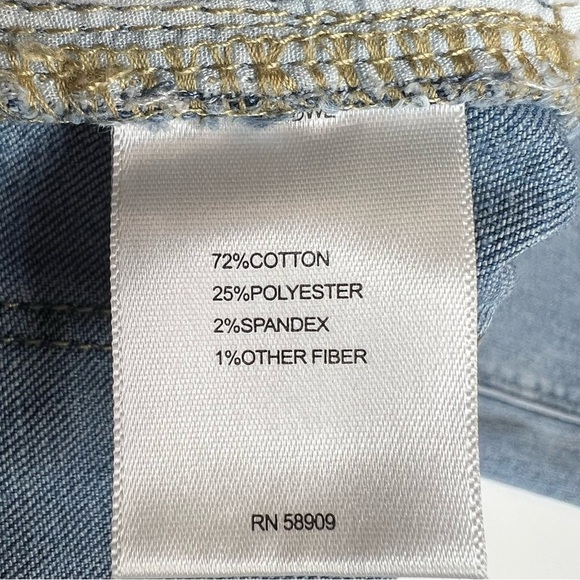 72%COTTON
25%POLYESTER
2%SPANDEX
1%OTHER FIBER
RN 58909